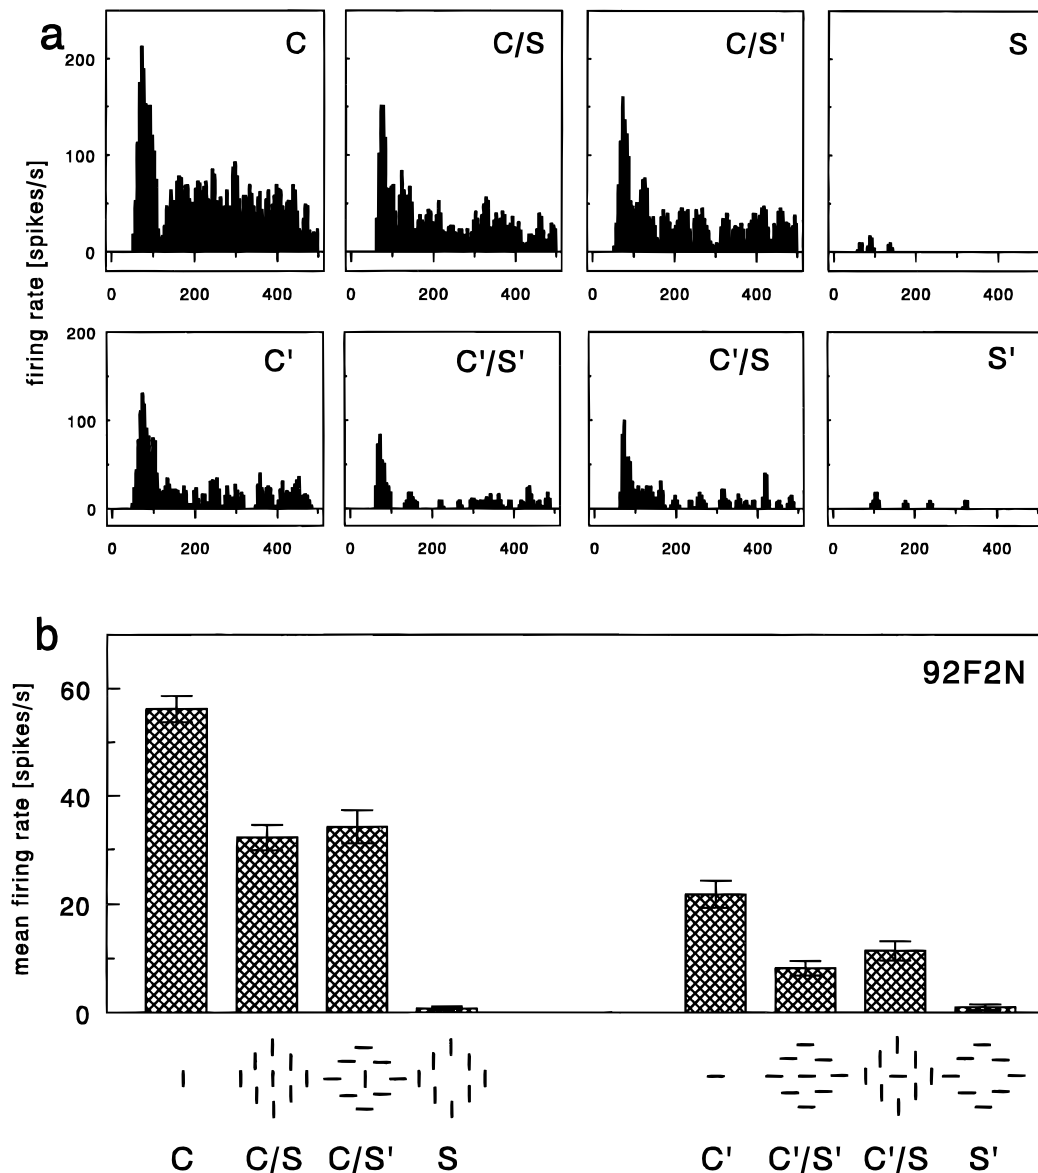 a
C
C/S
C/S'
S
firing rate [spikes/s]
200
100
0
0 200 400
0 200 400
0 200 400
0 200 400
C'
C'/S'
C'/S
S'
200
100
0
0 200 400
0 200 400
0 200 400
0 200 400
b
92F2N
mean firing rate [spikes/s]
60
40
20
0
C C/S C/S' S C' C'/S' C'/S S'